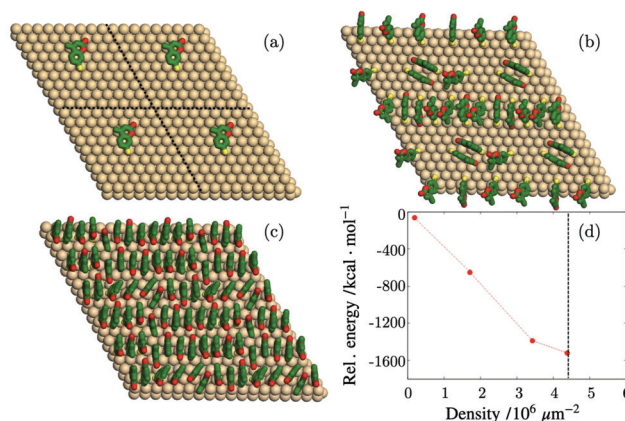 (a)
(b)
(c)
(d)
Rel. energy /kcal · mol⁻¹
0
-400
-800
-1200
-1600
0 1 2 3 4 5 6
Density /10⁶ μm⁻²